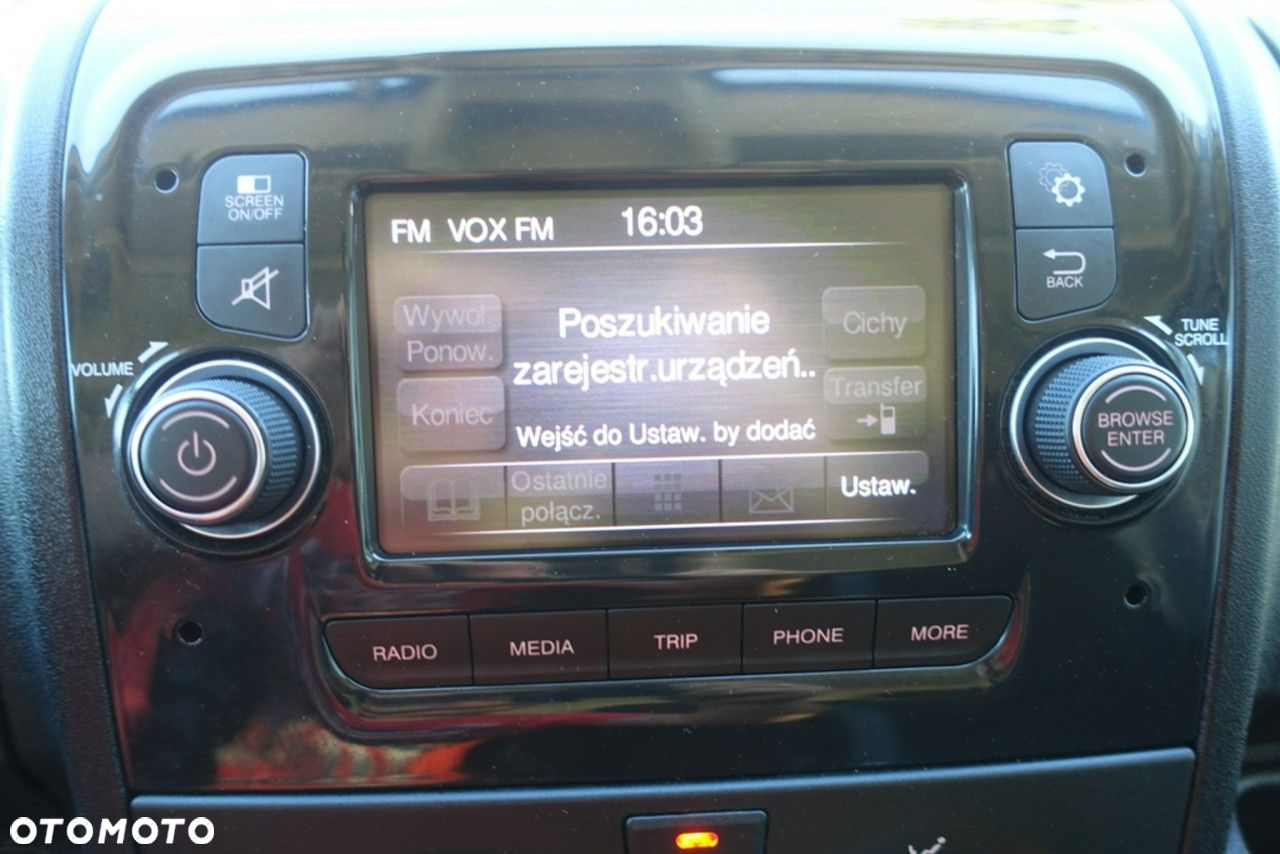 SCREEN
ON/OFF
FM VOX FM 16:03
BACK
VOLUME
TUNE
SCROLL
Wywoł.
Ponow.
Poszukiwanie
zarejestr.urządzeń..
Cichy
Koniec
Transfer
Wejść do Ustaw. by dodać
BROWSE
ENTER
Ostatnie
połącz.
Ustaw.
RADIO
MEDIA
TRIP
PHONE
MORE
OTOMOTO